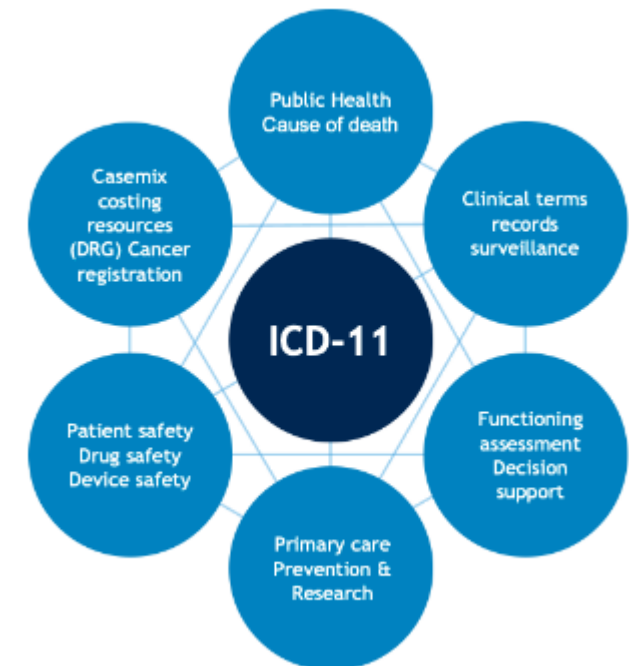 Public Health
Cause of death
Casemix
costing
resources
(DRG) Cancer
registration
Clinical terms
records
surveillance
ICD-11
Patient safety
Drug safety
Device safety
Functioning
assessment
Decision
support
Primary care
Prevention &
Research